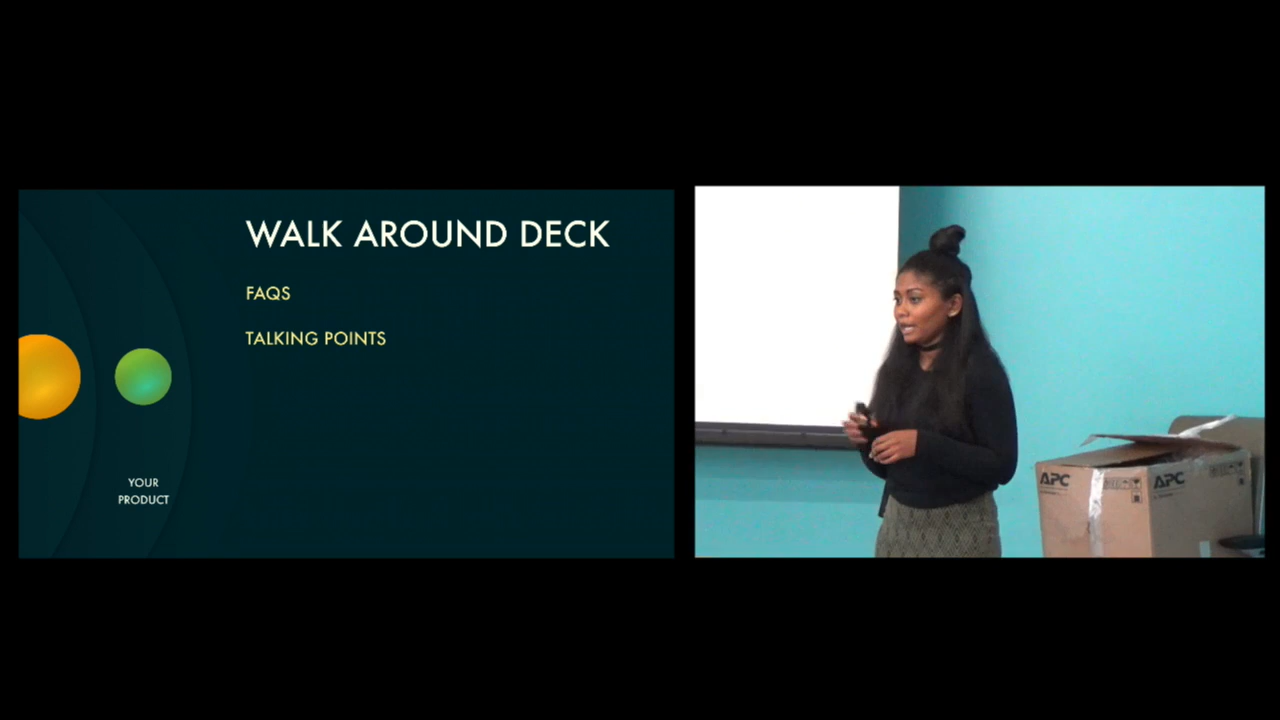 WALK AROUND DECK
FAQS
TALKING POINTS
YOUR
PRODUCT
APC
APC